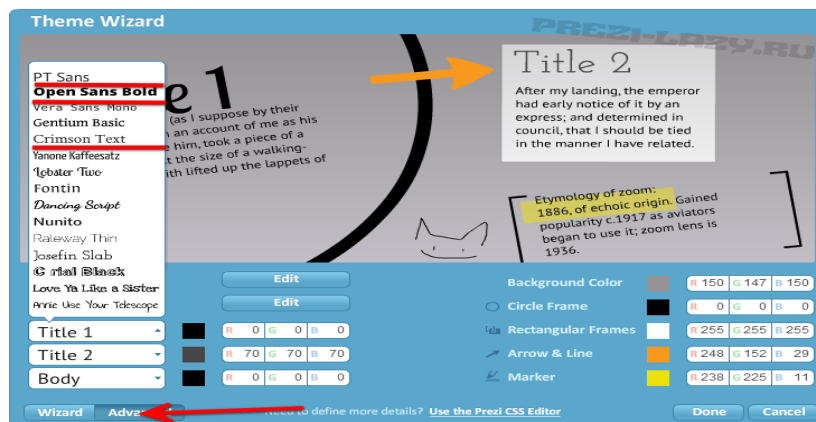 Theme Wizard
PREZI-LAZY.RU
PT Sans
Open Sans Bold
Vera Sans Mono
Gentium Basic
Crimson Text
Yanone Kaffeesatz
Lobster Two
Fontin
Dancing Script
Nunito
Raleway Thin
Josefin Slab
Love Ya Like a Sister
Annie Use Your Telescope
e 1
(as I suppose by their
an account of me as his
him, took a piece of a
the size of a walking-
ith lifted up the lappets of
Title 2
After my landing, the emperor
had early notice of it by an
express; and determined in
council, that I should be tied
in the manner I have related.
Etymology of zoom:
1886, of echoic origin. Gained
popularity c.1917 as aviators
began to use it; zoom lens is
1936.
Edit
Edit
Title 1 R 0 G 0 B 0
Title 2 R 70 G 70 B 70
Body R 0 G 0 B 0
Background Color R 150 G 147 B 150
Circle Frame R 0 G 0 B 0
Rectangular Frames R 255 G 255 B 255
Arrow & Line R 248 G 152 B 29
Marker R 238 G 225 B 11
Wizard
to define more details? Use the Prezi CSS Editor
Done
Cancel